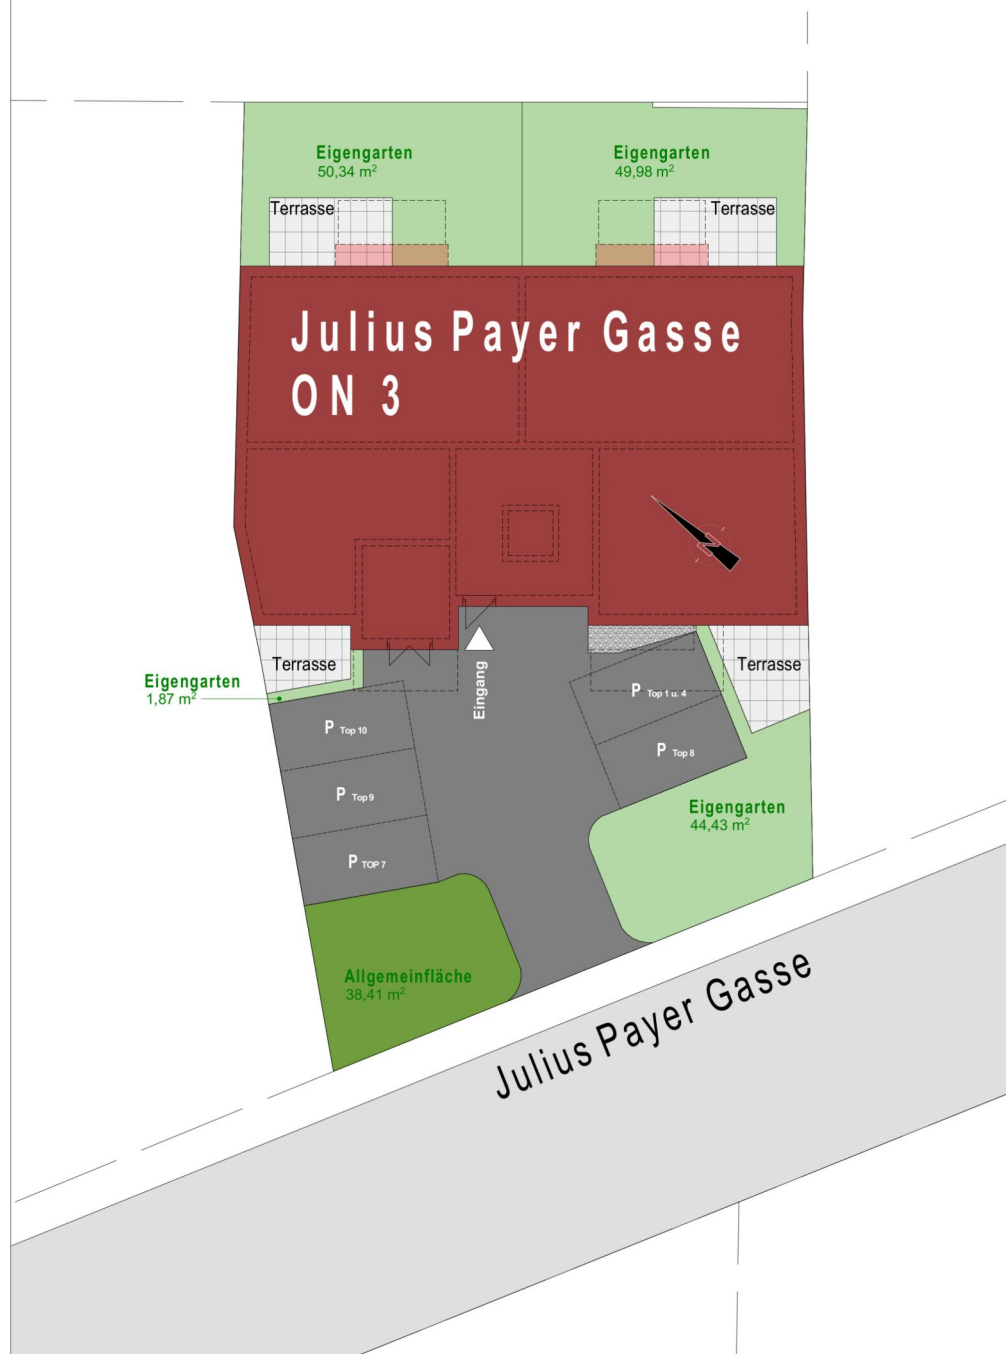 Eigengarten
50,34 m²
Eigengarten
49,98 m²
Terrasse
Terrasse
Julius Payer Gasse
ON 3
N
Terrasse
Terrasse
Eigengarten
1,87 m²
Eingang
P Top 1 u. 4
P Top 10
P Top 8
P Top 9
Eigengarten
44,43 m²
P TOP 7
Allgemeinfläche
38,41 m²
Julius Payer Gasse